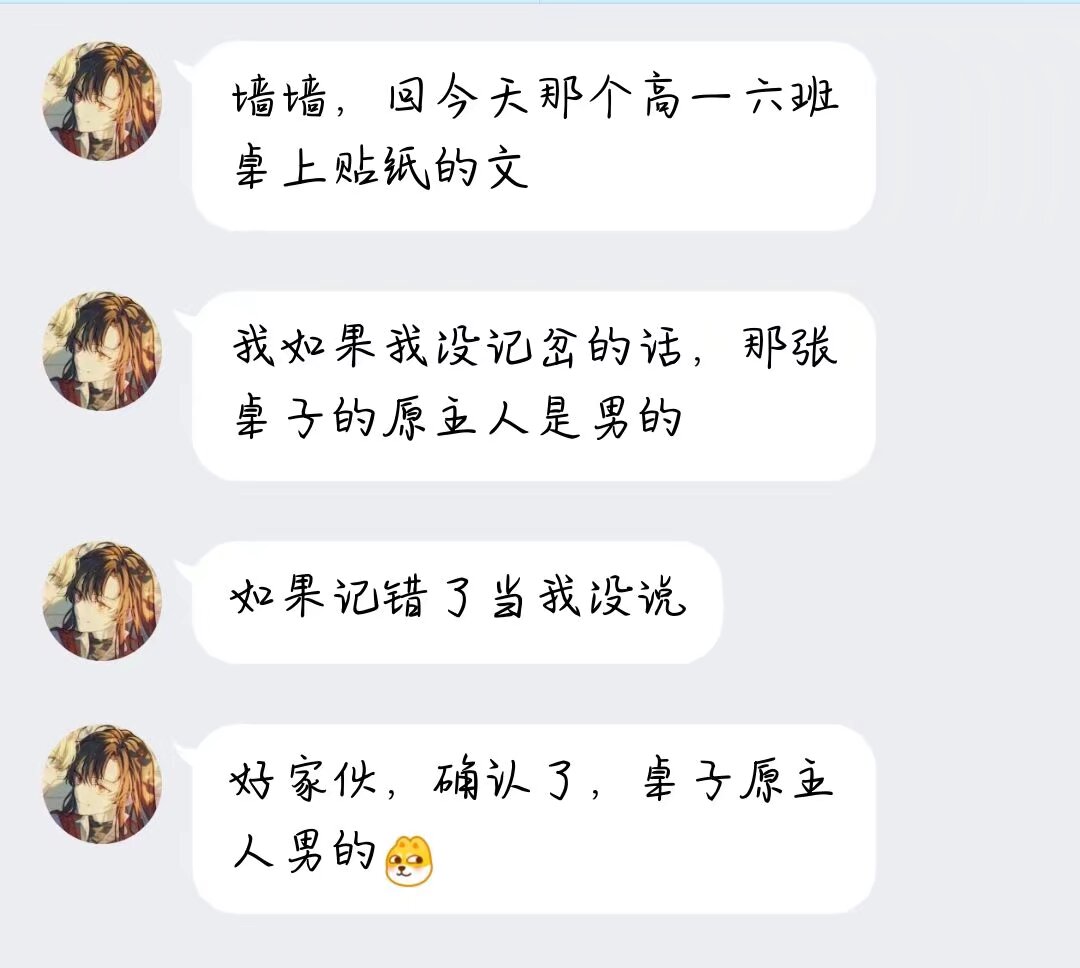 墙墙，回今天那个高一六班
桌上贴纸的文
我如果我没记岔的话，那张
桌子的原主人是男的
如果记错了当我没说
好家伙，确认了，桌子原主
人男的